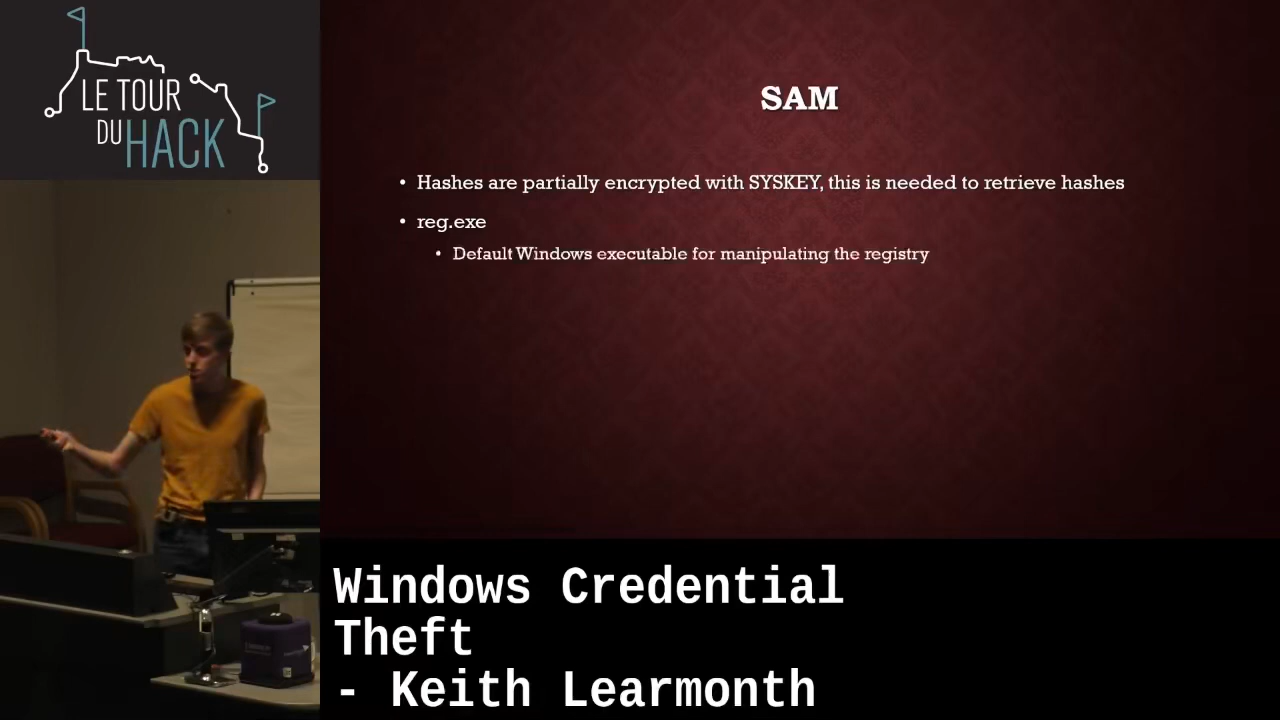 LE TOUR
DU HACK
SAM
• Hashes are partially encrypted with SYSKEY, this is needed to retrieve hashes
• reg.exe
• Default Windows executable for manipulating the registry
Windows Credential
Theft
- Keith Learmonth